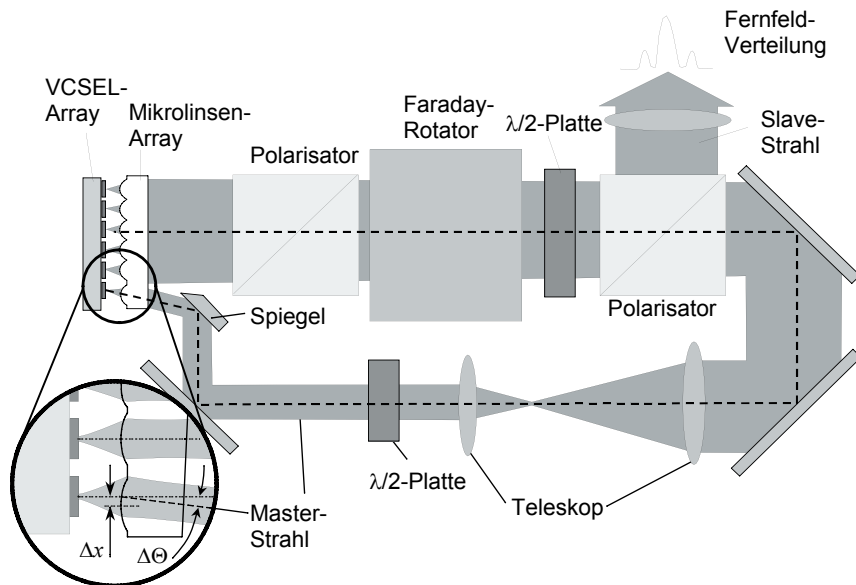 Fernfeld-
Verteilung
VCSEL-
Array
Mikrolinsen-
Array
Faraday-
Rotator
λ/2-Platte
Slave-
Strahl
Polarisator
Polarisator
Spiegel
λ/2-Platte
Teleskop
Master-
Strahl
Δx
ΔΘ